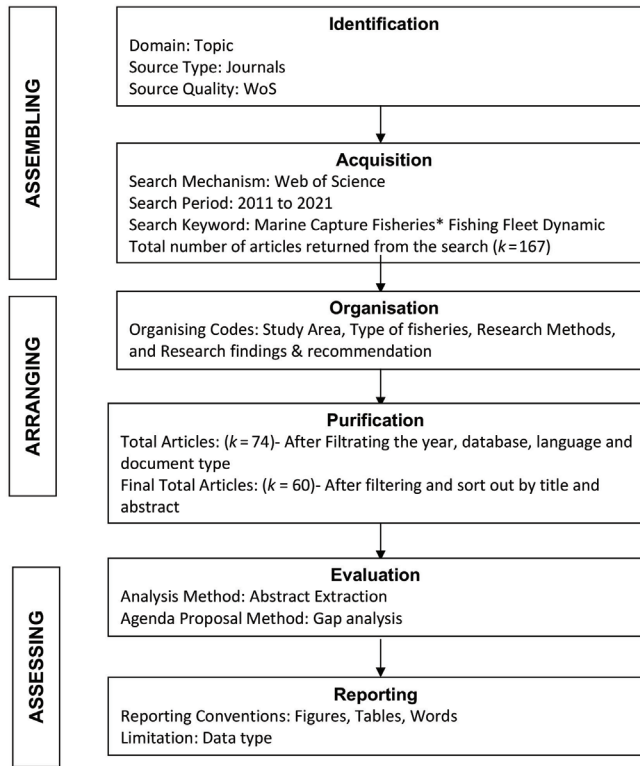 ASSEMBLING
Identification
Domain: Topic
Source Type: Journals
Source Quality: WoS
Acquisition
Search Mechanism: Web of Science
Search Period: 2011 to 2021
Search Keyword: Marine Capture Fisheries* Fishing Fleet Dynamic
Total number of articles returned from the search (k = 167)
ARRANGING
Organisation
Organising Codes: Study Area, Type of fisheries, Research Methods,
and Research findings & recommendation
Purification
Total Articles: (k = 74)- After Filtrating the year, database, language and
document type
Final Total Articles: (k = 60)- After filtering and sort out by title and
abstract
ASSESSING
Evaluation
Analysis Method: Abstract Extraction
Agenda Proposal Method: Gap analysis
Reporting
Reporting Conventions: Figures, Tables, Words
Limitation: Data type